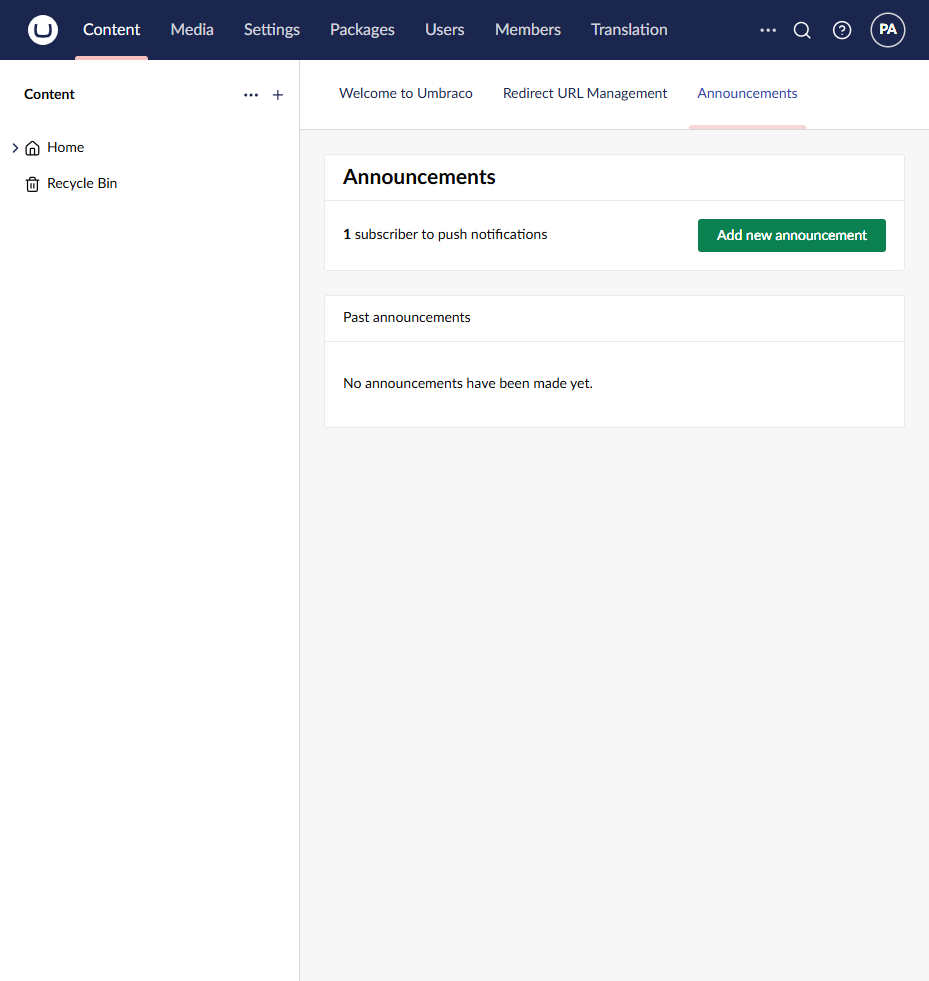 Content Media Settings Packages Users Members Translation PA
Content
Home
Recycle Bin
Welcome to Umbraco Redirect URL Management Announcements
Announcements
1 subscriber to push notifications Add new announcement
Past announcements
No announcements have been made yet.